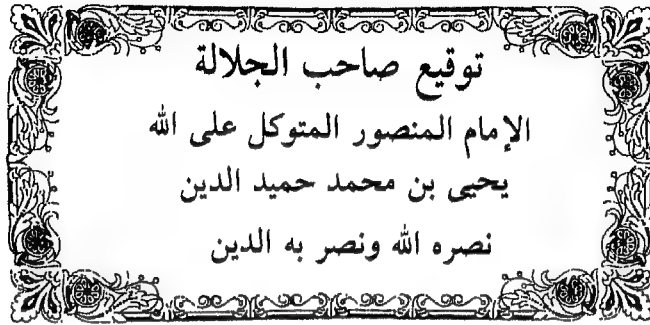 توقيع صاحب الجلالة
الإمام المنصور المتوكل على الله
يحيى بن محمد حميد الدين
نصره الله ونصر به الدين